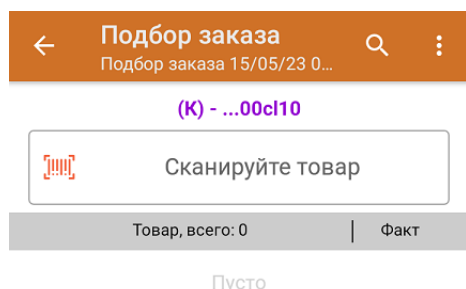 Подбор заказа
Подбор заказа 15/05/23 0...
(К) - ...00cl10
Сканируйте товар
Товар, всего: 0 Факт
Пусто